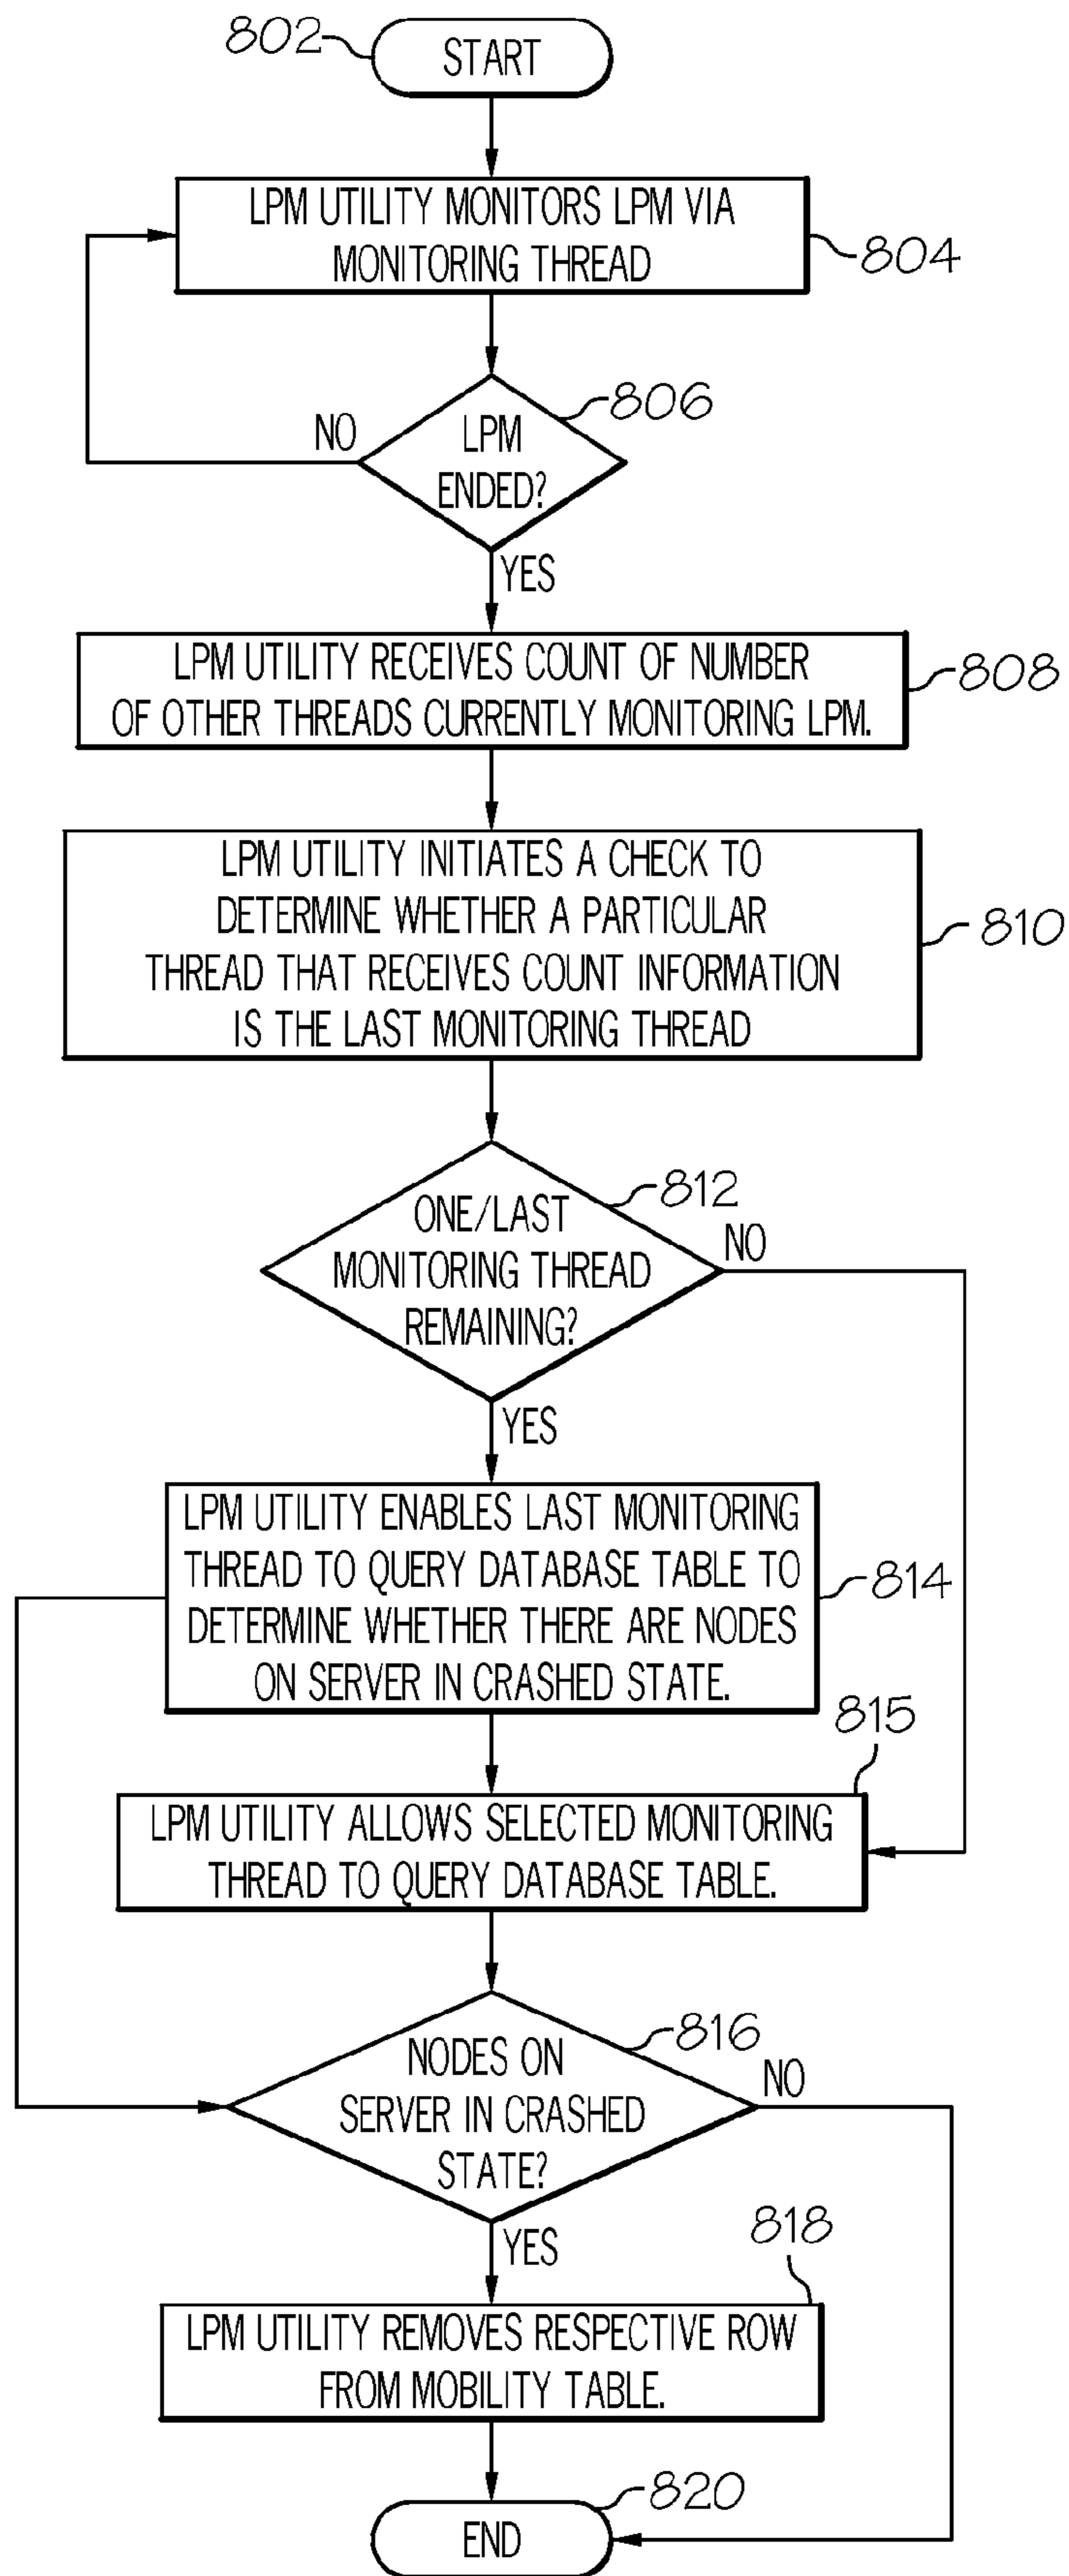 802
START
LPM UTILITY MONITORS LPM VIA
MONITORING THREAD
804
806
NO
LPM
ENDED?
YES
LPM UTILITY RECEIVES COUNT OF NUMBER
OF OTHER THREADS CURRENTLY MONITORING LPM.
808
LPM UTILITY INITIATES A CHECK TO
DETERMINE WHETHER A PARTICULAR
THREAD THAT RECEIVES COUNT INFORMATION
IS THE LAST MONITORING THREAD
810
812
ONE/LAST
MONITORING THREAD
REMAINING?
NO
YES
LPM UTILITY ENABLES LAST MONITORING
THREAD TO QUERY DATABASE TABLE TO
DETERMINE WHETHER THERE ARE NODES
ON SERVER IN CRASHED STATE.
814
815
LPM UTILITY ALLOWS SELECTED MONITORING
THREAD TO QUERY DATABASE TABLE.
816
NODES ON
SERVER IN CRASHED
STATE?
NO
YES
818
LPM UTILITY REMOVES RESPECTIVE ROW
FROM MOBILITY TABLE.
820
END